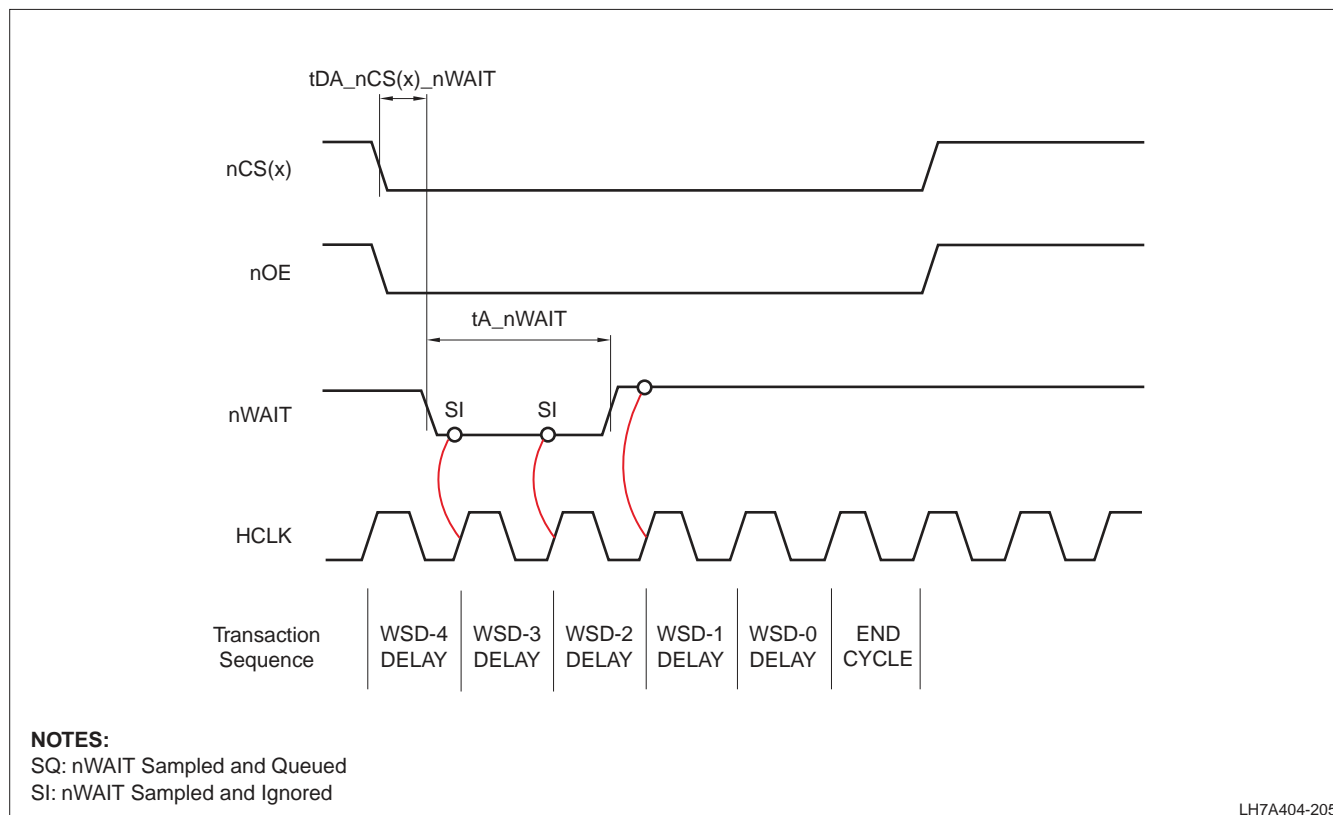 tDA_nCS(x)_nWAIT
nCS(x)
nOE
tA_nWAIT
nWAIT
SI
SI
HCLK
Transaction
Sequence
WSD-4
DELAY
WSD-3
DELAY
WSD-2
DELAY
WSD-1
DELAY
WSD-0
DELAY
END
CYCLE
NOTES:
SQ: nWAIT Sampled and Queued
SI: nWAIT Sampled and Ignored
LH7A404-205